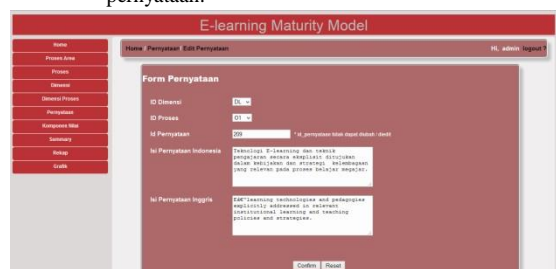 pernyataan.
E-learning Maturity Model
Home
Proses Area
Proses
Dimensi
Dimensi Proses
Pernyataan
Komponen Nilai
Summary
Rekap
Grafik
Home / Pernyataan / Edit Pernyataan
Hi, admin logout ?
Form Pernyataan
ID Dimensi DL
ID Proses O1
Id Pernyataan 209 * id_pernyataan tidak dapat diubah / diedit
Isi Pernyataan Indonesia
Teknologi E-learning dan teknik
pengajaran secara eksplisit ditujukan
dalam kebijakan dan strategi kelembagaan
yang relevan pada proses belajar mengajar.
Isi Pernyataan Inggris
learning technologies and pedagogies
explicitly addressed in relevant
institutional learning and teaching
policies and strategies.
Confirm Reset